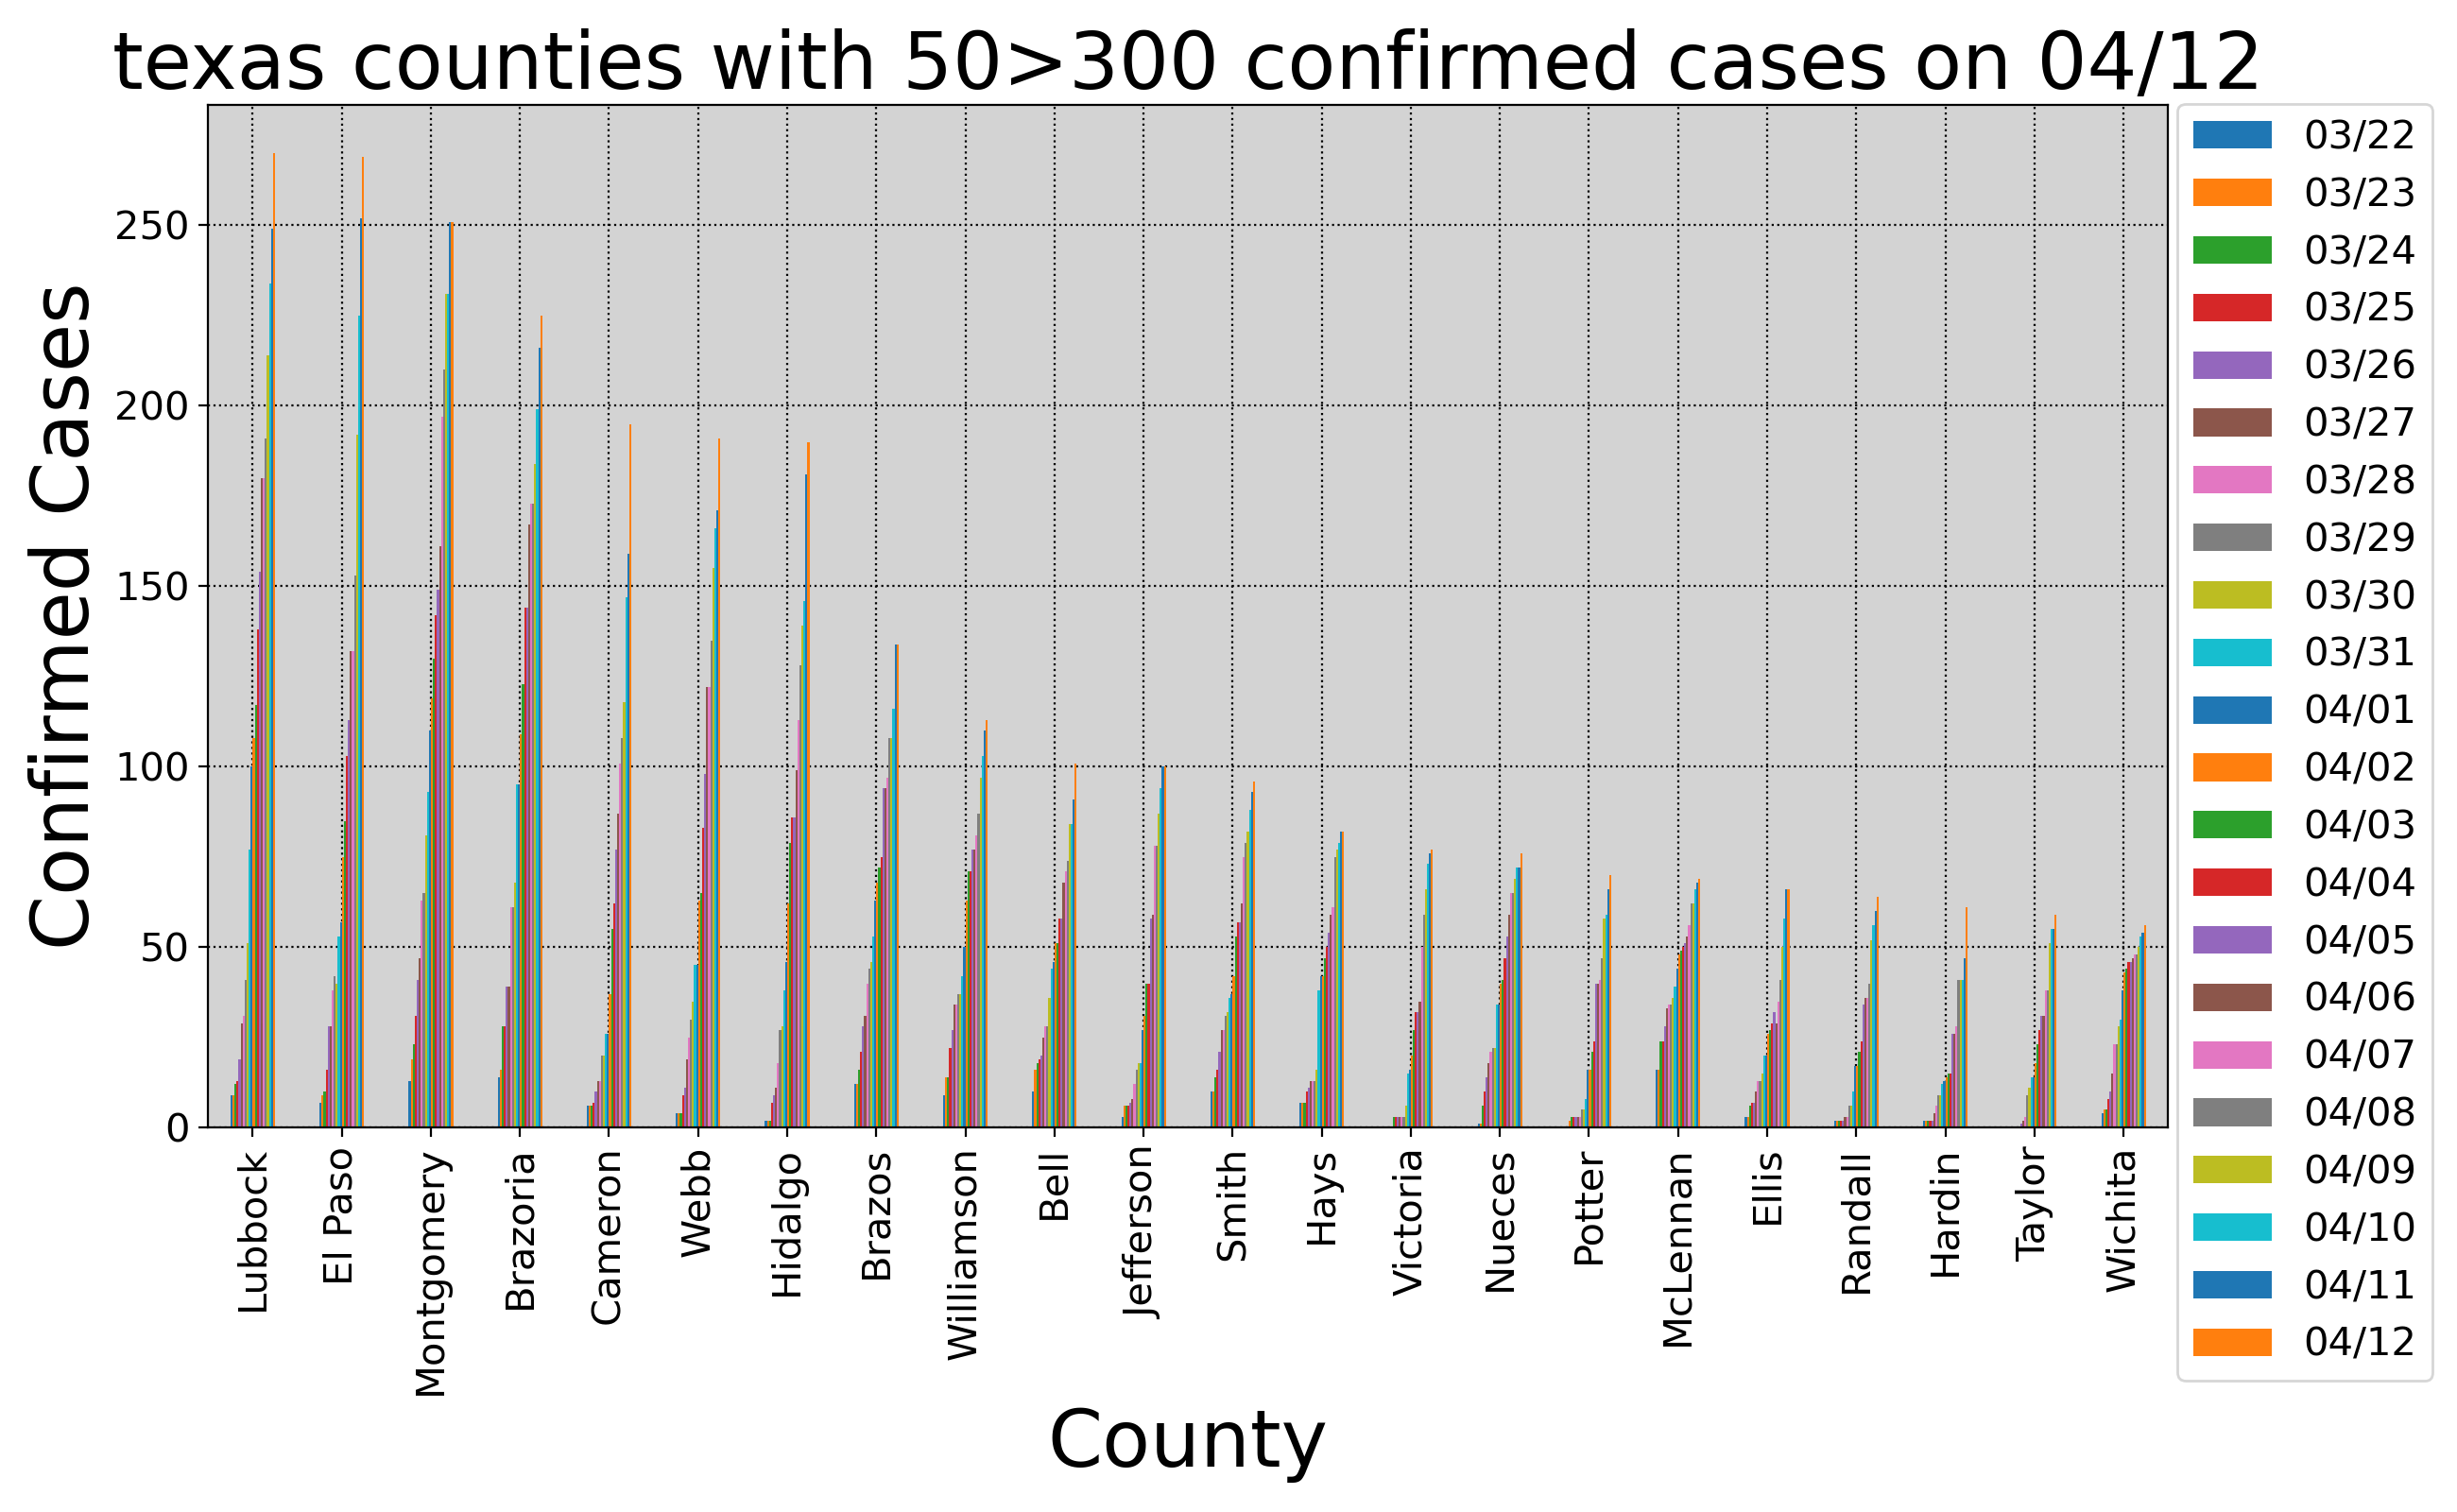 texas counties with 50>300 confirmed cases on 04/12
Confirmed Cases
250
200
150
100
50
0
Lubbock
El Paso
Montgomery
Brazoria
Cameron
Webb
Hidalgo
Brazos
Williamson
Bell
Jefferson
Smith
Hays
Victoria
Nueces
Potter
McLennan
Ellis
Randall
Hardin
Taylor
Wichita
County
03/22
03/23
03/24
03/25
03/26
03/27
03/28
03/29
03/30
03/31
04/01
04/02
04/03
04/04
04/05
04/06
04/07
04/08
04/09
04/10
04/11
04/12